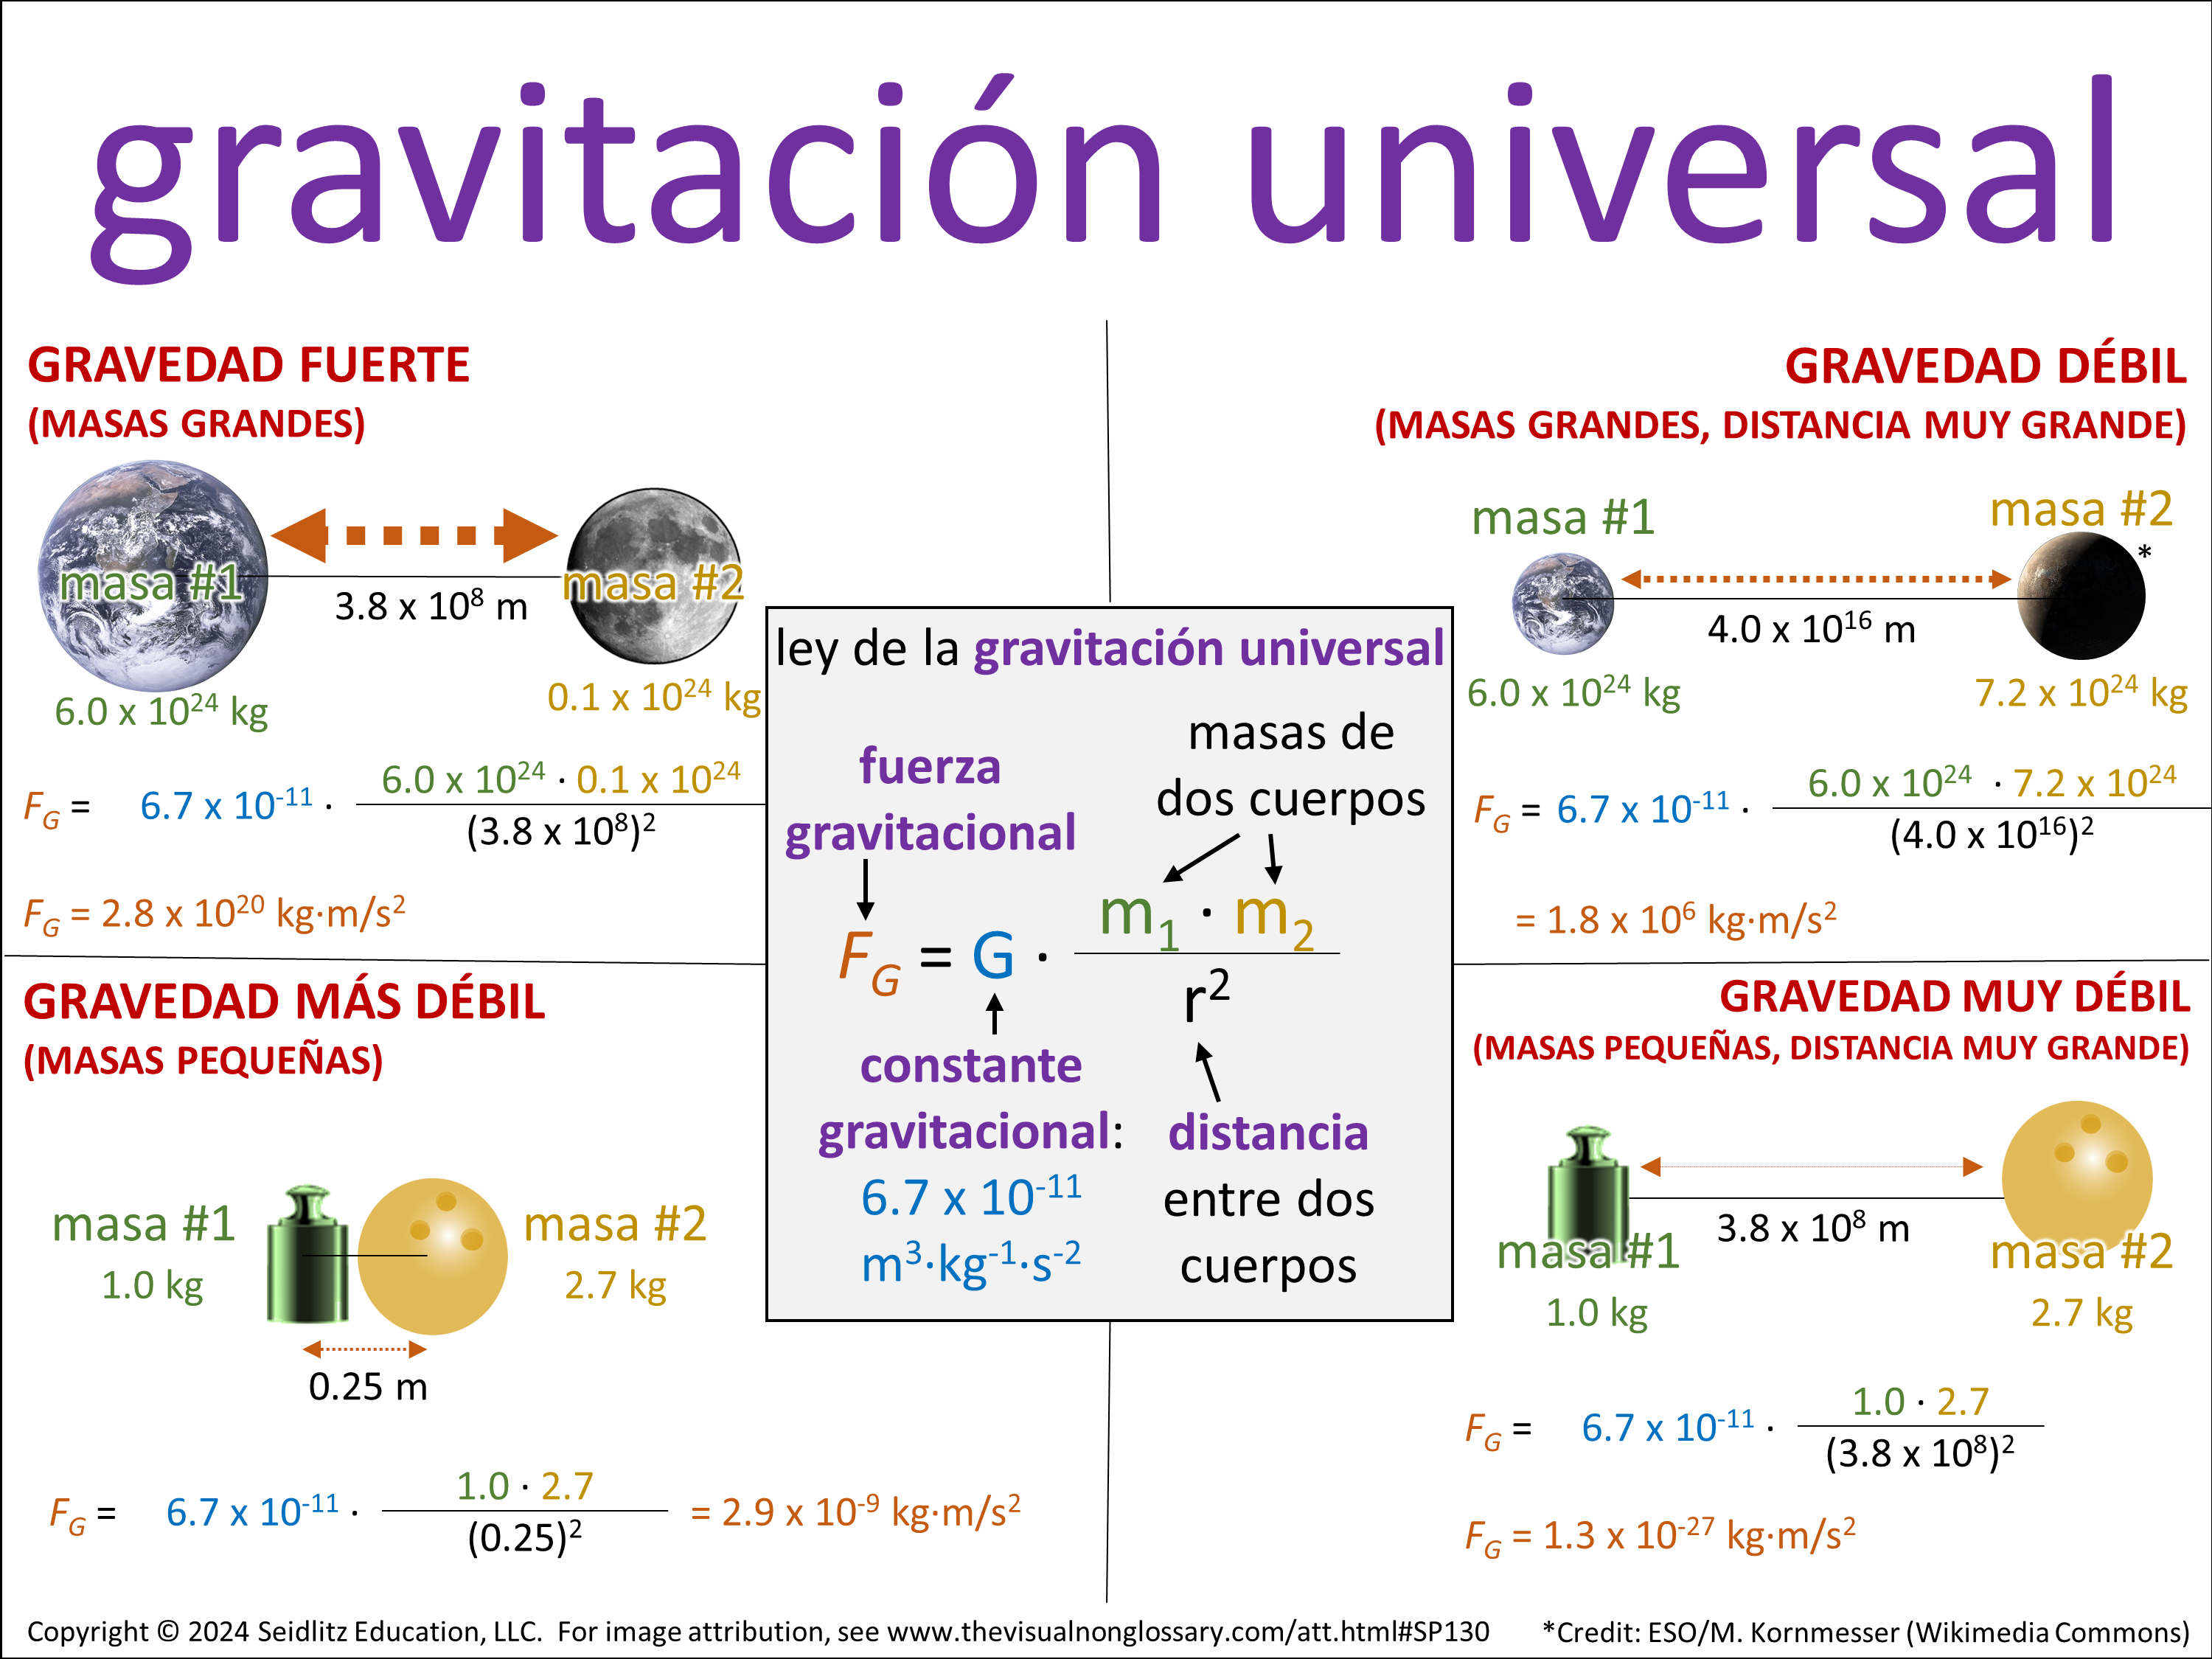 gravitación universal
GRAVEDAD FUERTE
(MASAS GRANDES)
masa #1
masa #2
3.8 x 10⁸ m
6.0 x 10²⁴ kg
0.1 x 10²⁴ kg
F_G = 6.7 x 10⁻¹¹ · 6.0 x 10²⁴ · 0.1 x 10²⁴
(3.8 x 10⁸)²
F_G = 2.8 x 10²⁰ kg·m/s²
GRAVEDAD DÉBIL
(MASAS GRANDES, DISTANCIA MUY GRANDE)
masa #1
masa #2
*
4.0 x 10¹⁶ m
6.0 x 10²⁴ kg
7.2 x 10²⁴ kg
F_G = 6.7 x 10⁻¹¹ · 6.0 x 10²⁴ · 7.2 x 10²⁴
(4.0 x 10¹⁶)²
= 1.8 x 10⁶ kg·m/s²
ley de la gravitación universal
fuerza
gravitacional
masas de
dos cuerpos
F_G = G · m₁ · m₂
r²
constante
gravitacional:
6.7 x 10⁻¹¹
m³·kg⁻¹·s⁻²
distancia
entre dos
cuerpos
GRAVEDAD MÁS DÉBIL
(MASAS PEQUEÑAS)
masa #1
1.0 kg
masa #2
2.7 kg
0.25 m
F_G = 6.7 x 10⁻¹¹ · 1.0 · 2.7
(0.25)²
= 2.9 x 10⁻⁹ kg·m/s²
GRAVEDAD MUY DÉBIL
(MASAS PEQUEÑAS, DISTANCIA MUY GRANDE)
3.8 x 10⁸ m
masa #1
masa #2
1.0 kg
2.7 kg
F_G = 6.7 x 10⁻¹¹ · 1.0 · 2.7
(3.8 x 10⁸)²
F_G = 1.3 x 10⁻²⁷ kg·m/s²
Copyright © 2024 Seidlitz Education, LLC. For image attribution, see www.thevisualnonglossary.com/att.html#SP130
*Credit: ESO/M. Kornmesser (Wikimedia Commons)